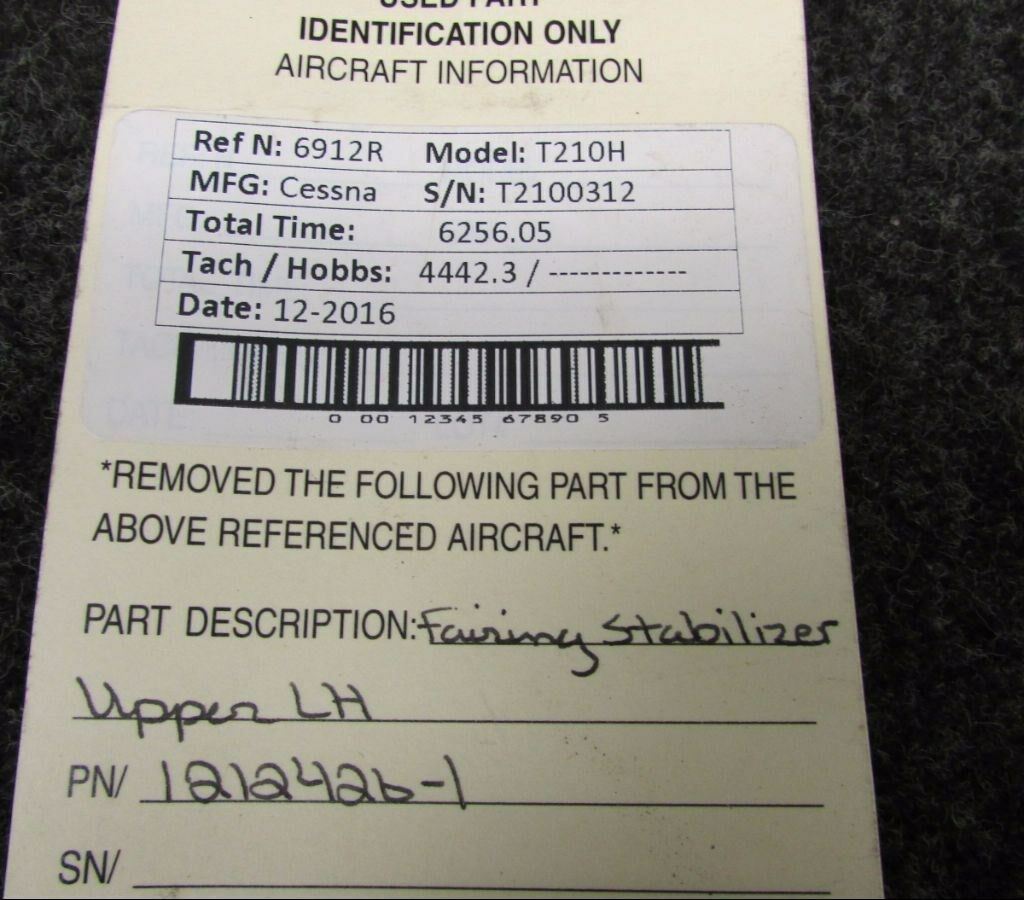 USED PART
IDENTIFICATION ONLY
AIRCRAFT INFORMATION
Ref N: 6912R Model: T210H
MFG: Cessna S/N: T2100312
Total Time: 6256.05
Tach / Hobbs: 4442.3 / -------------
Date: 12-2016
0 00 12345 67890 5
*REMOVED THE FOLLOWING PART FROM THE
ABOVE REFERENCED AIRCRAFT.*
PART DESCRIPTION: Fairing Stabilizer
Upper LH
PN/ 1212426-1
SN/